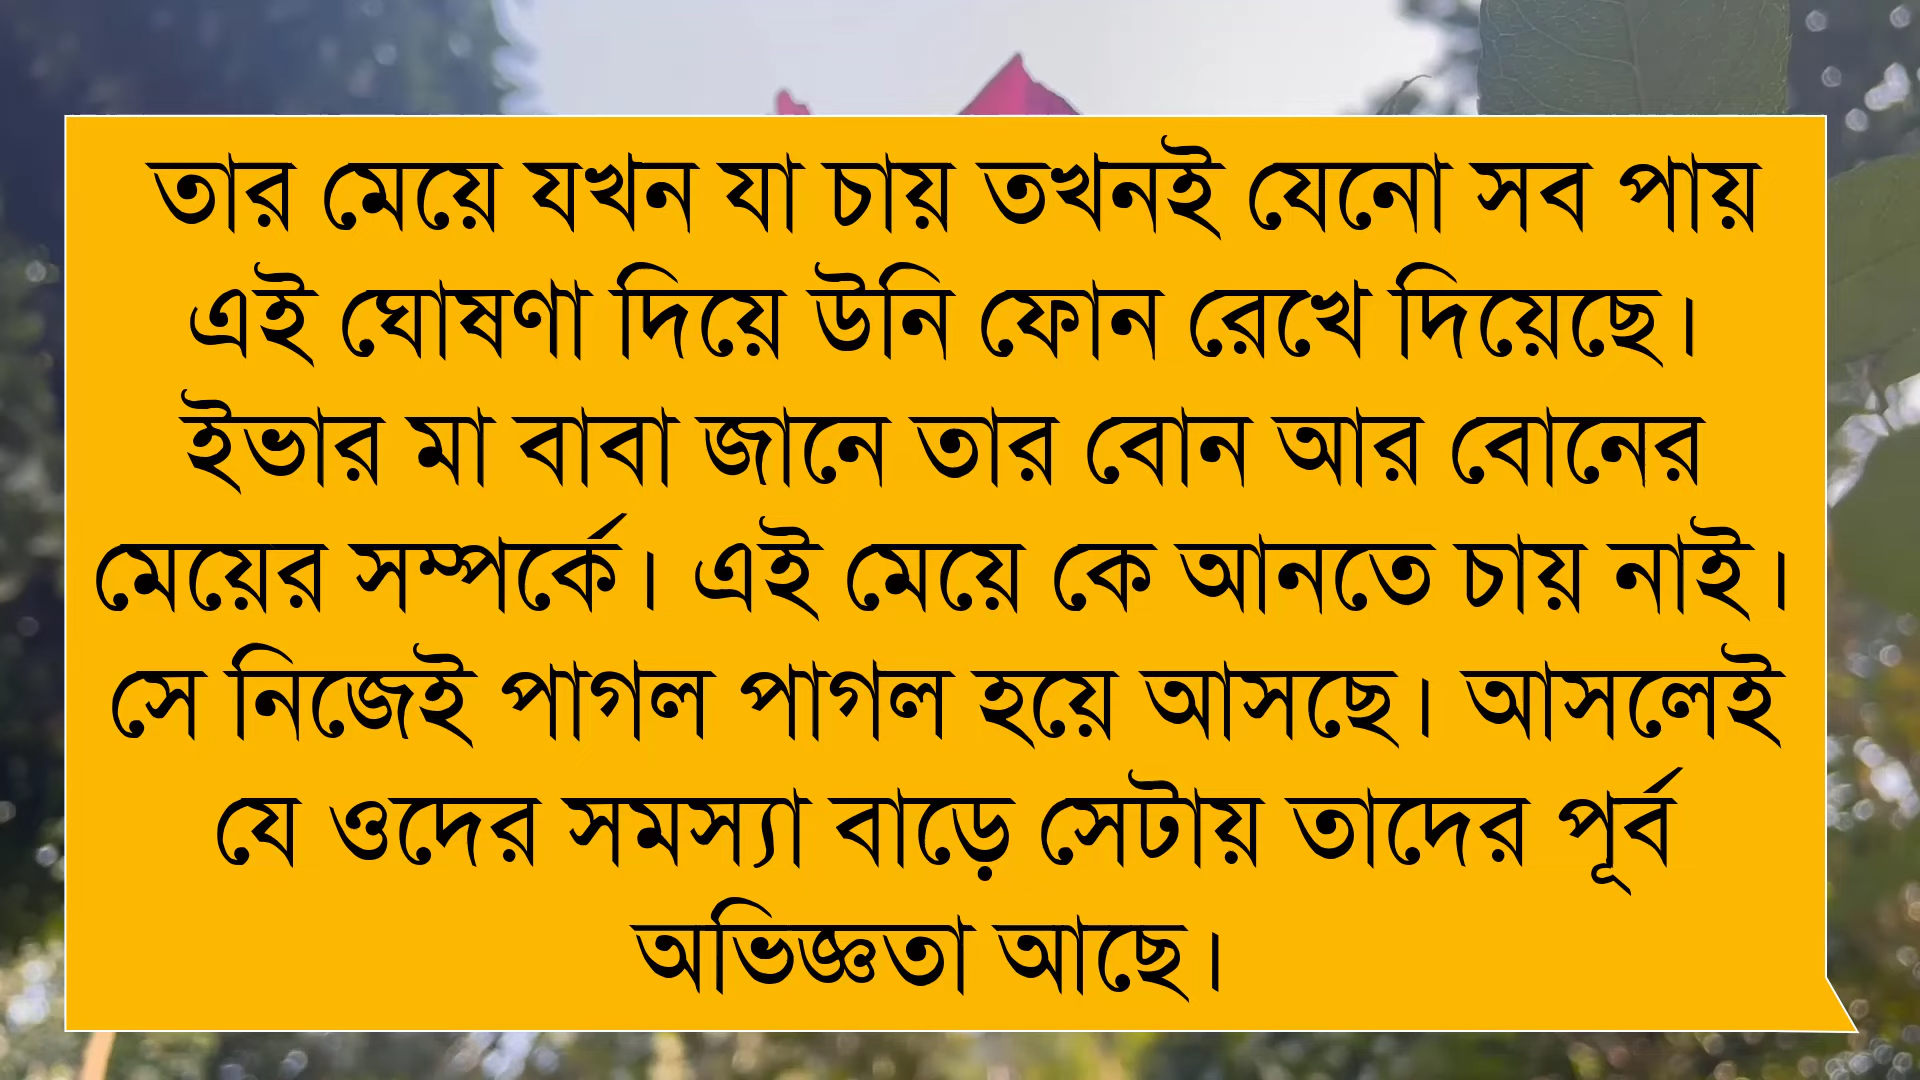 তার মেয়ে যখন যা চায় তখনই যেনো সব পায়
এই ঘোষণা দিয়ে উনি ফোন রেখে দিয়েছে।
ইভার মা বাবা জানে তার বোন আর বোনের
মেয়ের সম্পর্কে। এই মেয়ে কে আনতে চায় নাই।
সে নিজেই পাগল পাগল হয়ে আসছে। আসলেই
যে ওদের সমস্যা বাড়ে সেটায় তাদের পূর্ব
অভিজ্ঞতা আছে।